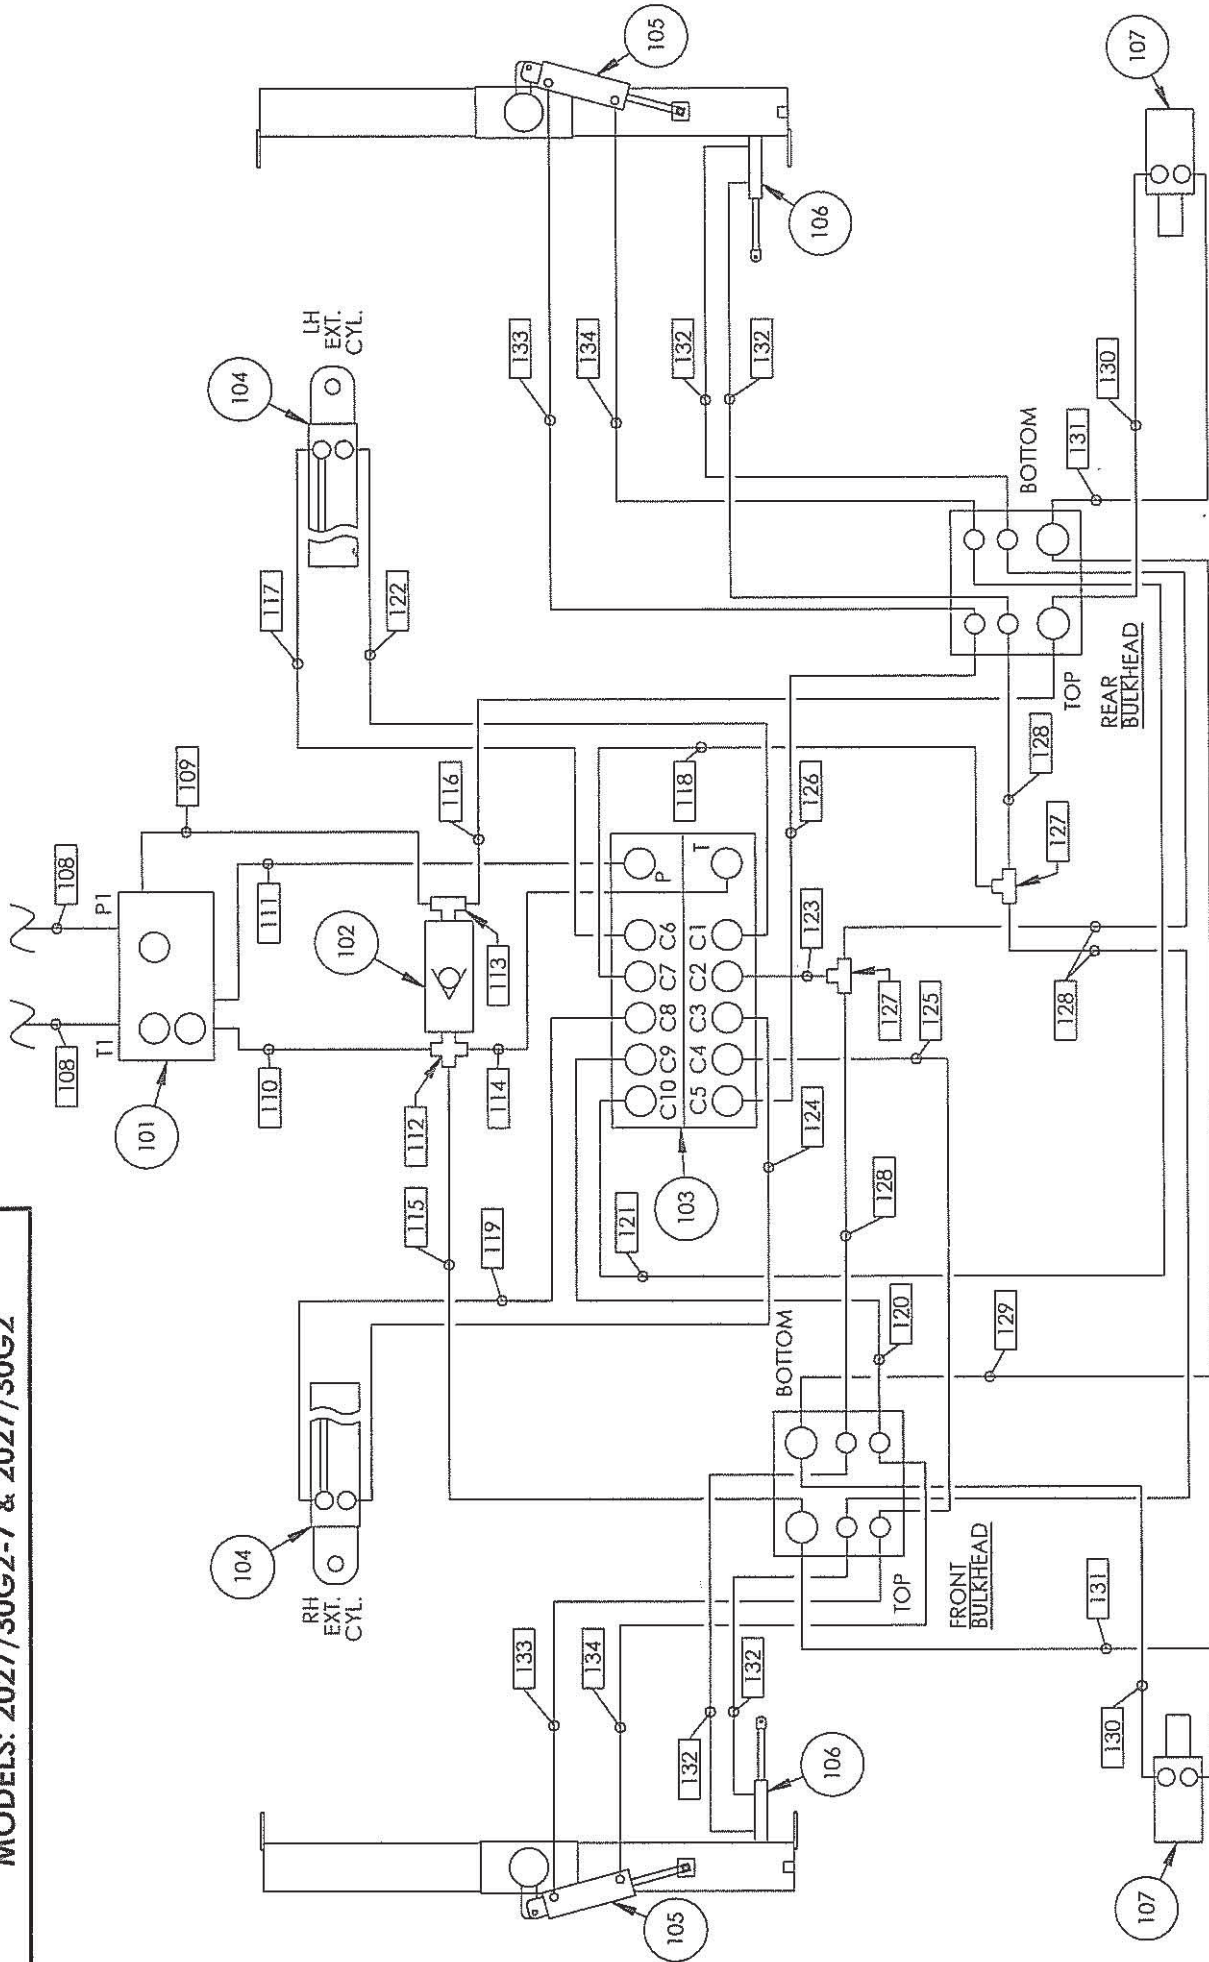 MODELS: 2027/30G2-7 & 2027/30G2
108
108
T1
P1
101
109
104
104
110
111
117
RH
EXT.
CYL.
LH
EXT.
CYL.
102
122
112
115
116
119
114
113
133
133
134
134
121
105
105
C10 C9 C8 C7 C6 P
118
132
132
C5 C4 C3 C2 C1 T
103
132
132
BOTTOM
126
124
123
106
106
128
127
120
TOP
125
FRONT
BULKHEAD
129
BOTTOM
128
127
128
TOP
131
131
130
130
REAR
BULKHEAD
107
107